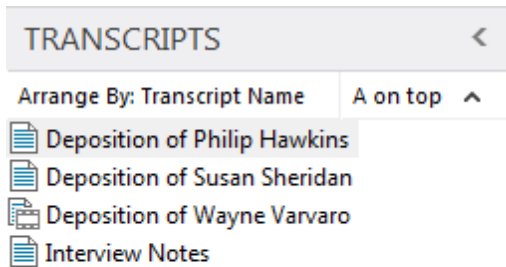 TRANSCRIPTS
Arrange By: Transcript Name A on top
Deposition of Philip Hawkins
Deposition of Susan Sheridan
Deposition of Wayne Varvaro
Interview Notes